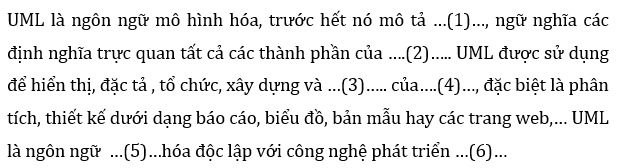 UML là ngôn ngữ mô hình hóa, trước hết nó mô tả …(1)…, ngữ nghĩa các
định nghĩa trực quan tất cả các thành phần của ….(2)….. UML được sử dụng
để hiển thị, đặc tả , tổ chức, xây dựng và …(3)….. của….(4)…, đặc biệt là phân
tích, thiết kế dưới dạng báo cáo, biểu đồ, bản mẫu hay các trang web,… UML
là ngôn ngữ …(5)…hóa độc lập với công nghệ phát triển …(6)…